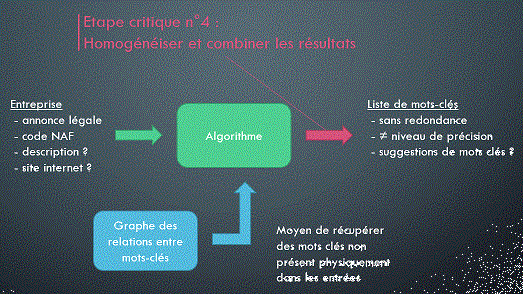 Etape critique n°4 :
Homogénéiser et combiner les résultats
Entreprise
- annonce légale
- code NAF
- description ?
- site internet ?
Algorithme
Liste de mots-clés
- sans redondance
- ≠ niveau de précision
- suggestions de mots clés ?
Graphe des
relations entre
mots-clés
Moyen de récupérer
des mots clés non
présent physiquement
dans les entrées